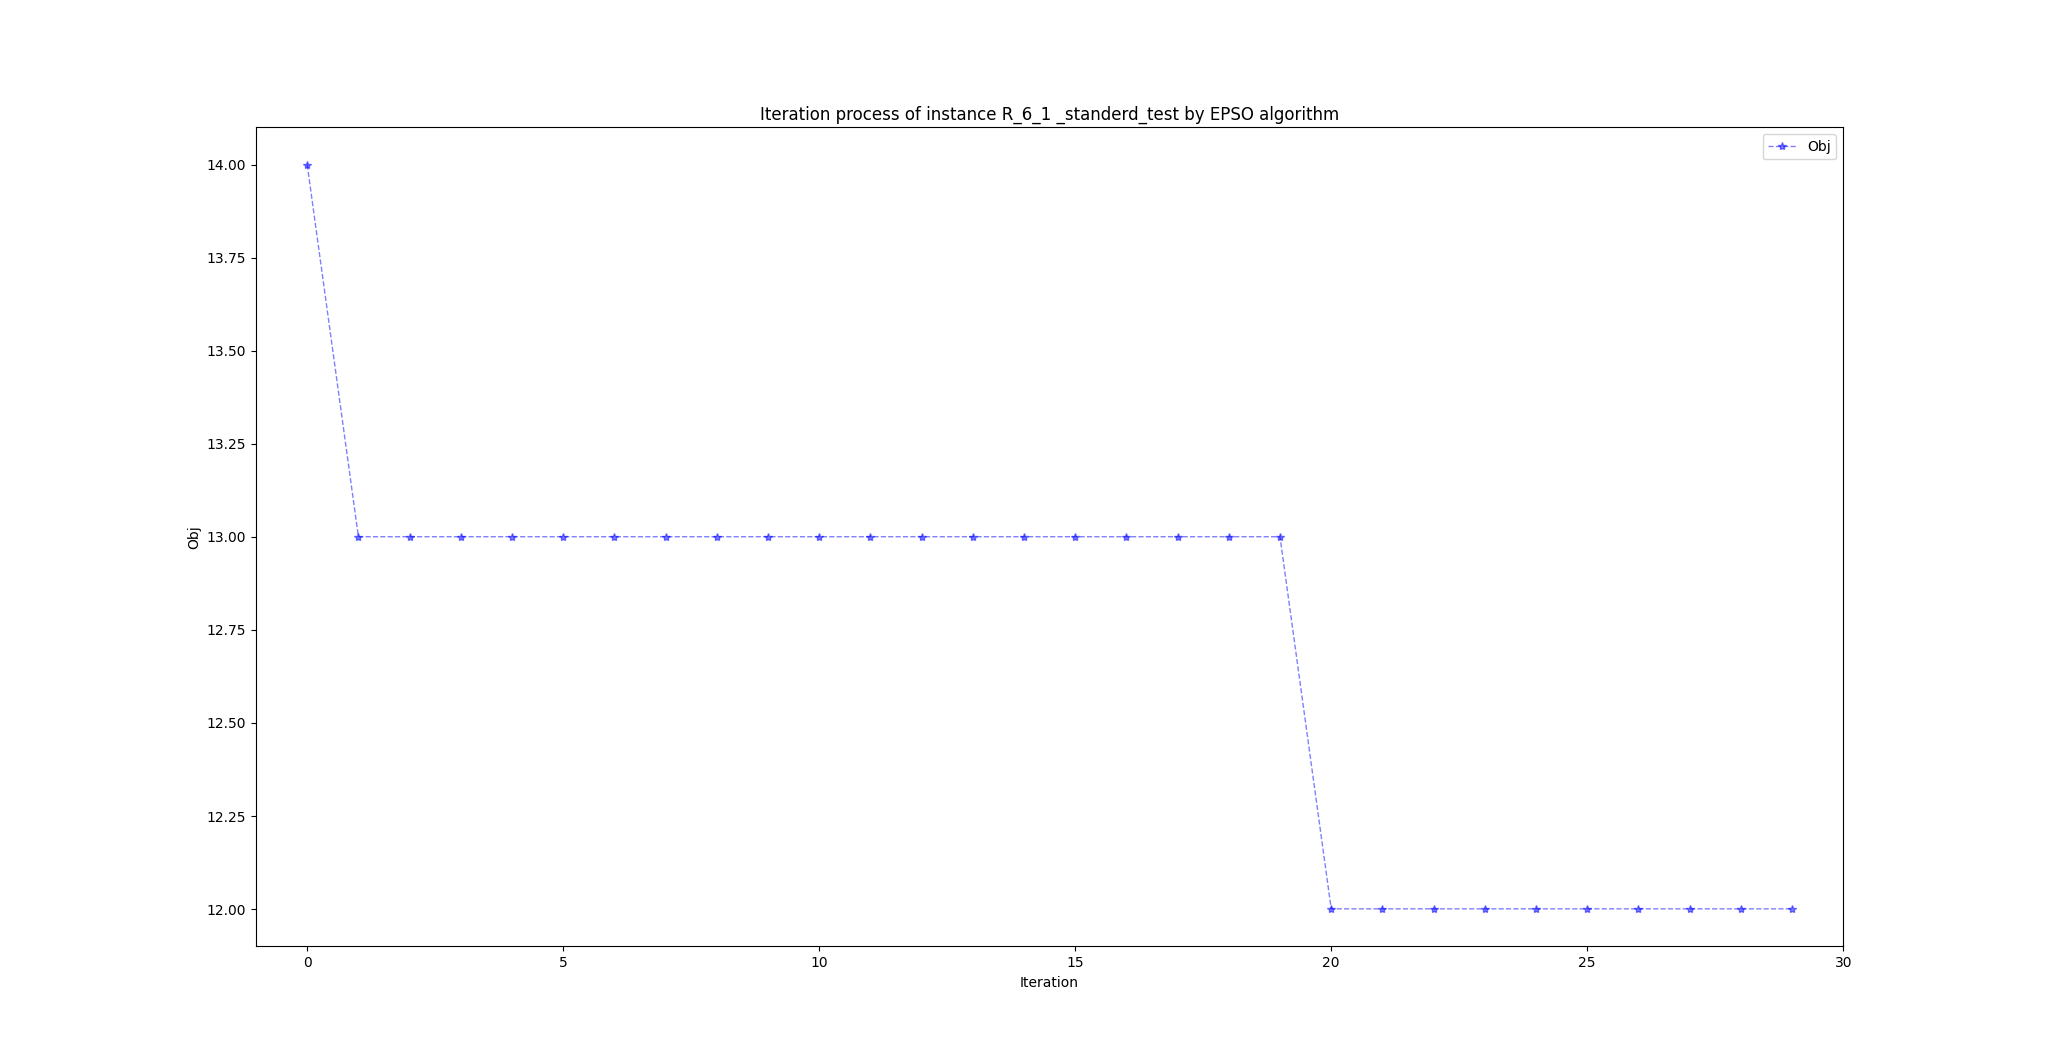 Iteration process of instance R_6_1 _standerd_test by EPSO algorithm
Obj
14.00
13.75
13.50
13.25
13.00
12.75
12.50
12.25
12.00
Obj
0 5 10 15 20 25 30
Iteration